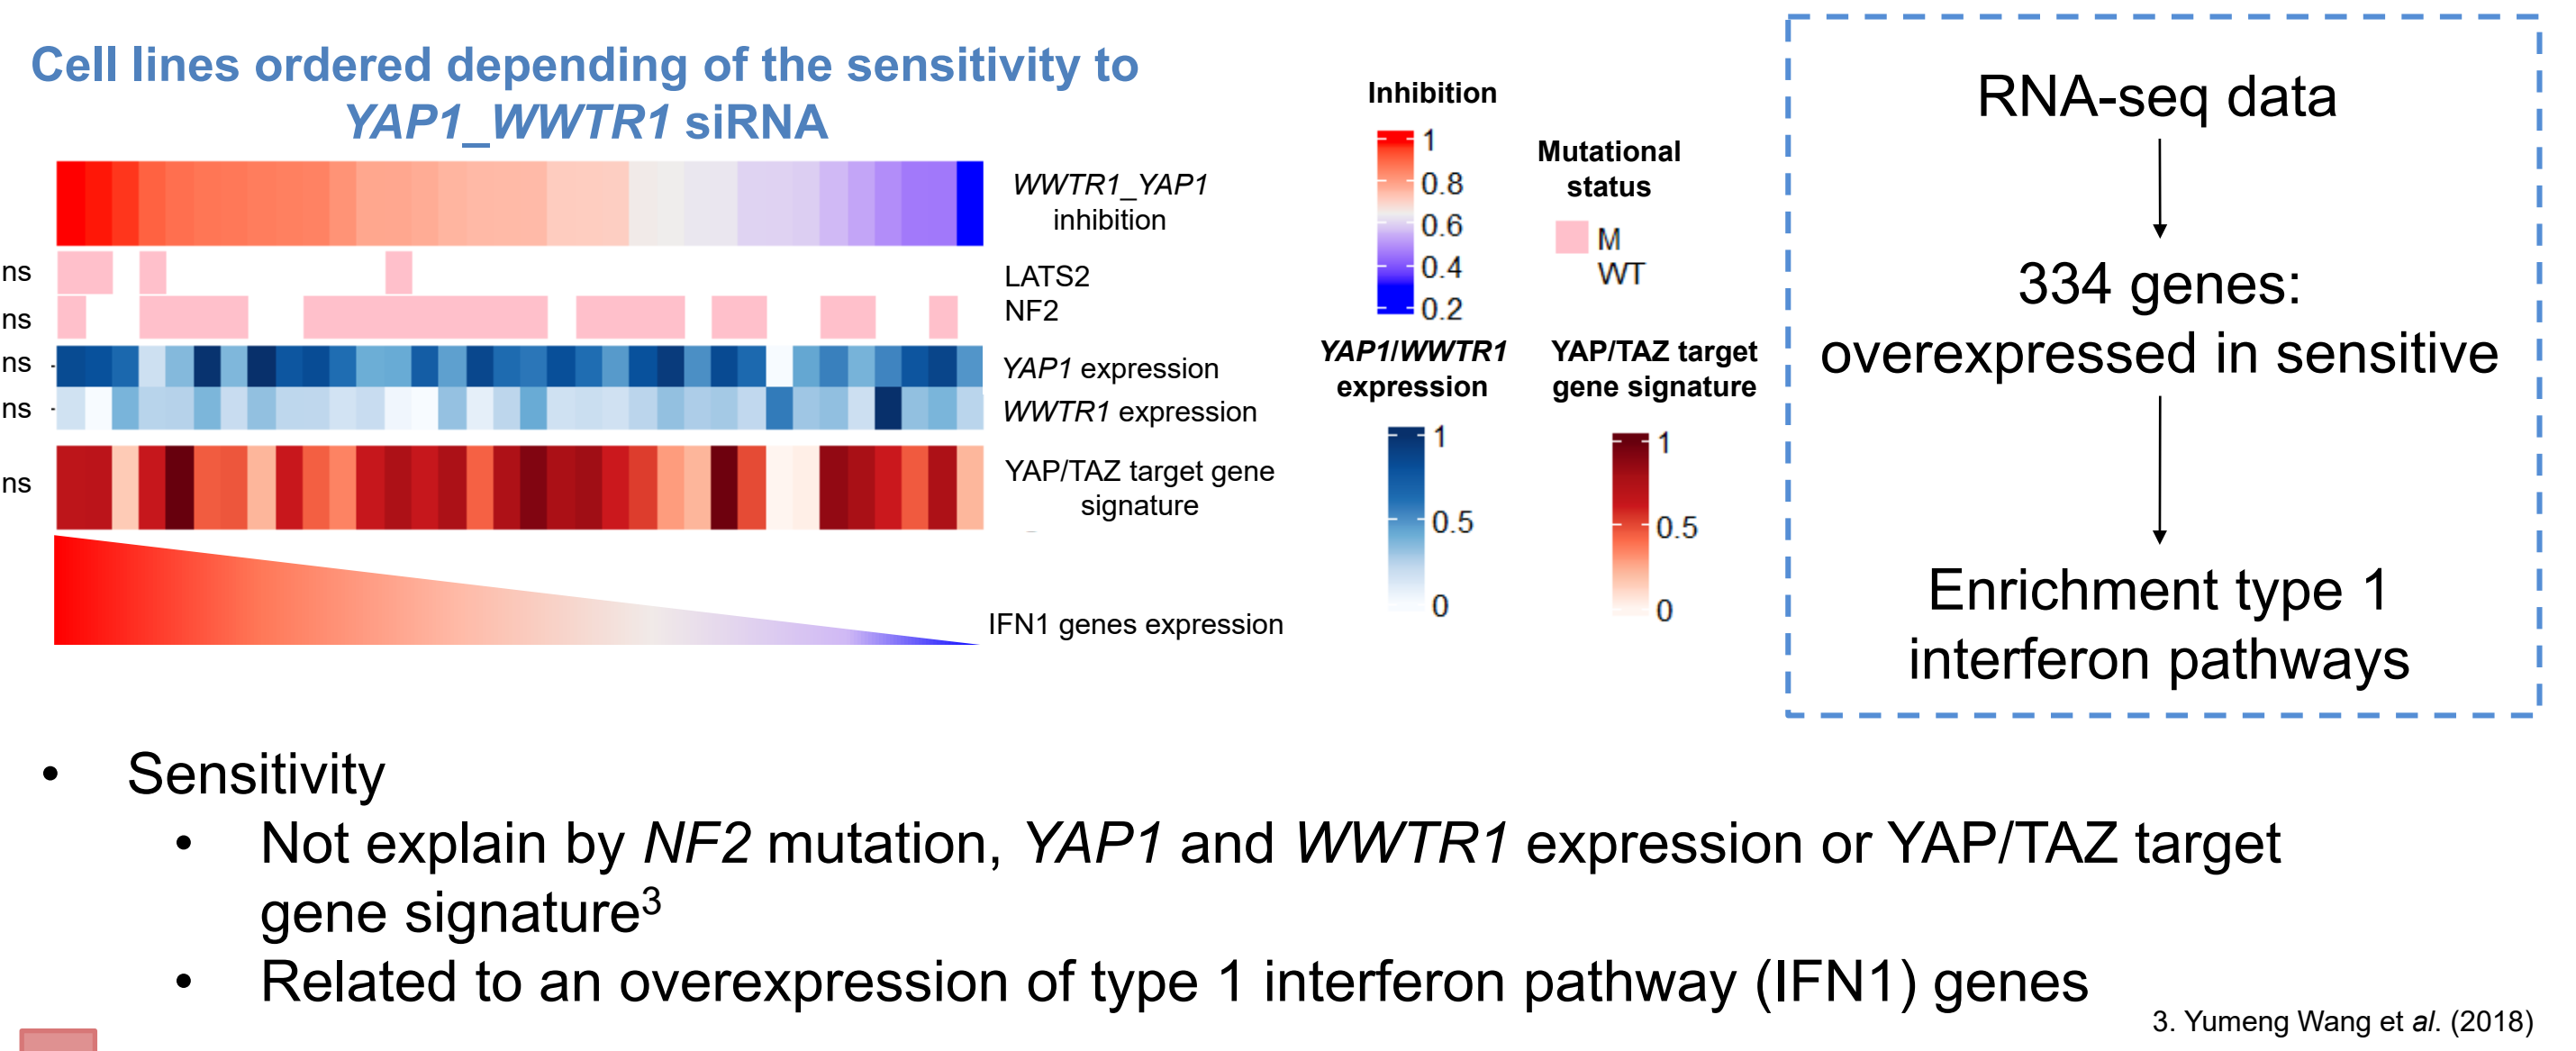 Cell lines ordered depending of the sensitivity to
YAP1_WWTR1 siRNA
WWTR1_YAP1
inhibition
ns
LATS2
ns
NF2
ns
YAP1 expression
ns
WWTR1 expression
ns
YAP/TAZ target gene
signature
IFN1 genes expression
Inhibition
1
0.8
0.6
0.4
0.2
Mutational
status
M
WT
YAP1/WWTR1
expression
1
0.5
0
YAP/TAZ target
gene signature
1
0.5
0
RNA-seq data
334 genes:
overexpressed in sensitive
Enrichment type 1
interferon pathways
• Sensitivity
• Not explain by NF2 mutation, YAP1 and WWTR1 expression or YAP/TAZ target
gene signature3
• Related to an overexpression of type 1 interferon pathway (IFN1) genes
3. Yumeng Wang et al. (2018)